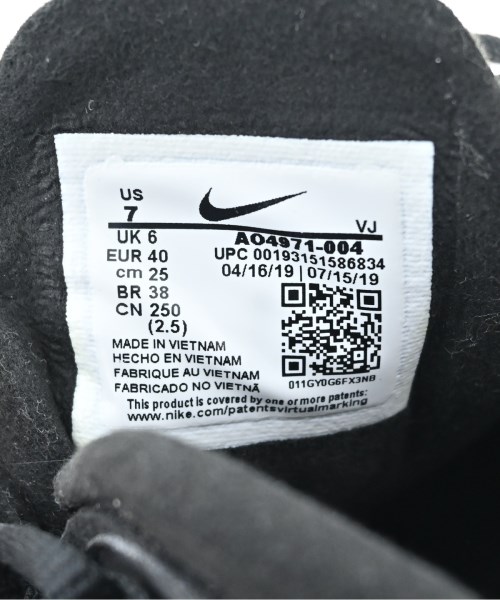 US
7
VJ
UK 6
AO4971-004
EUR 40
UPC 00193151586834
cm 25
04/16/19 | 07/15/19
BR 38
CN 250
(2.5)
MADE IN VIETNAM
HECHO EN VIETNAM
FABRIQUE AU VIETNAM
FABRICADO NO VIETNÃ
011GY0G6FX3NB
This product is covered by one or more patents:
www.nike.com/patentsvirtualmarking